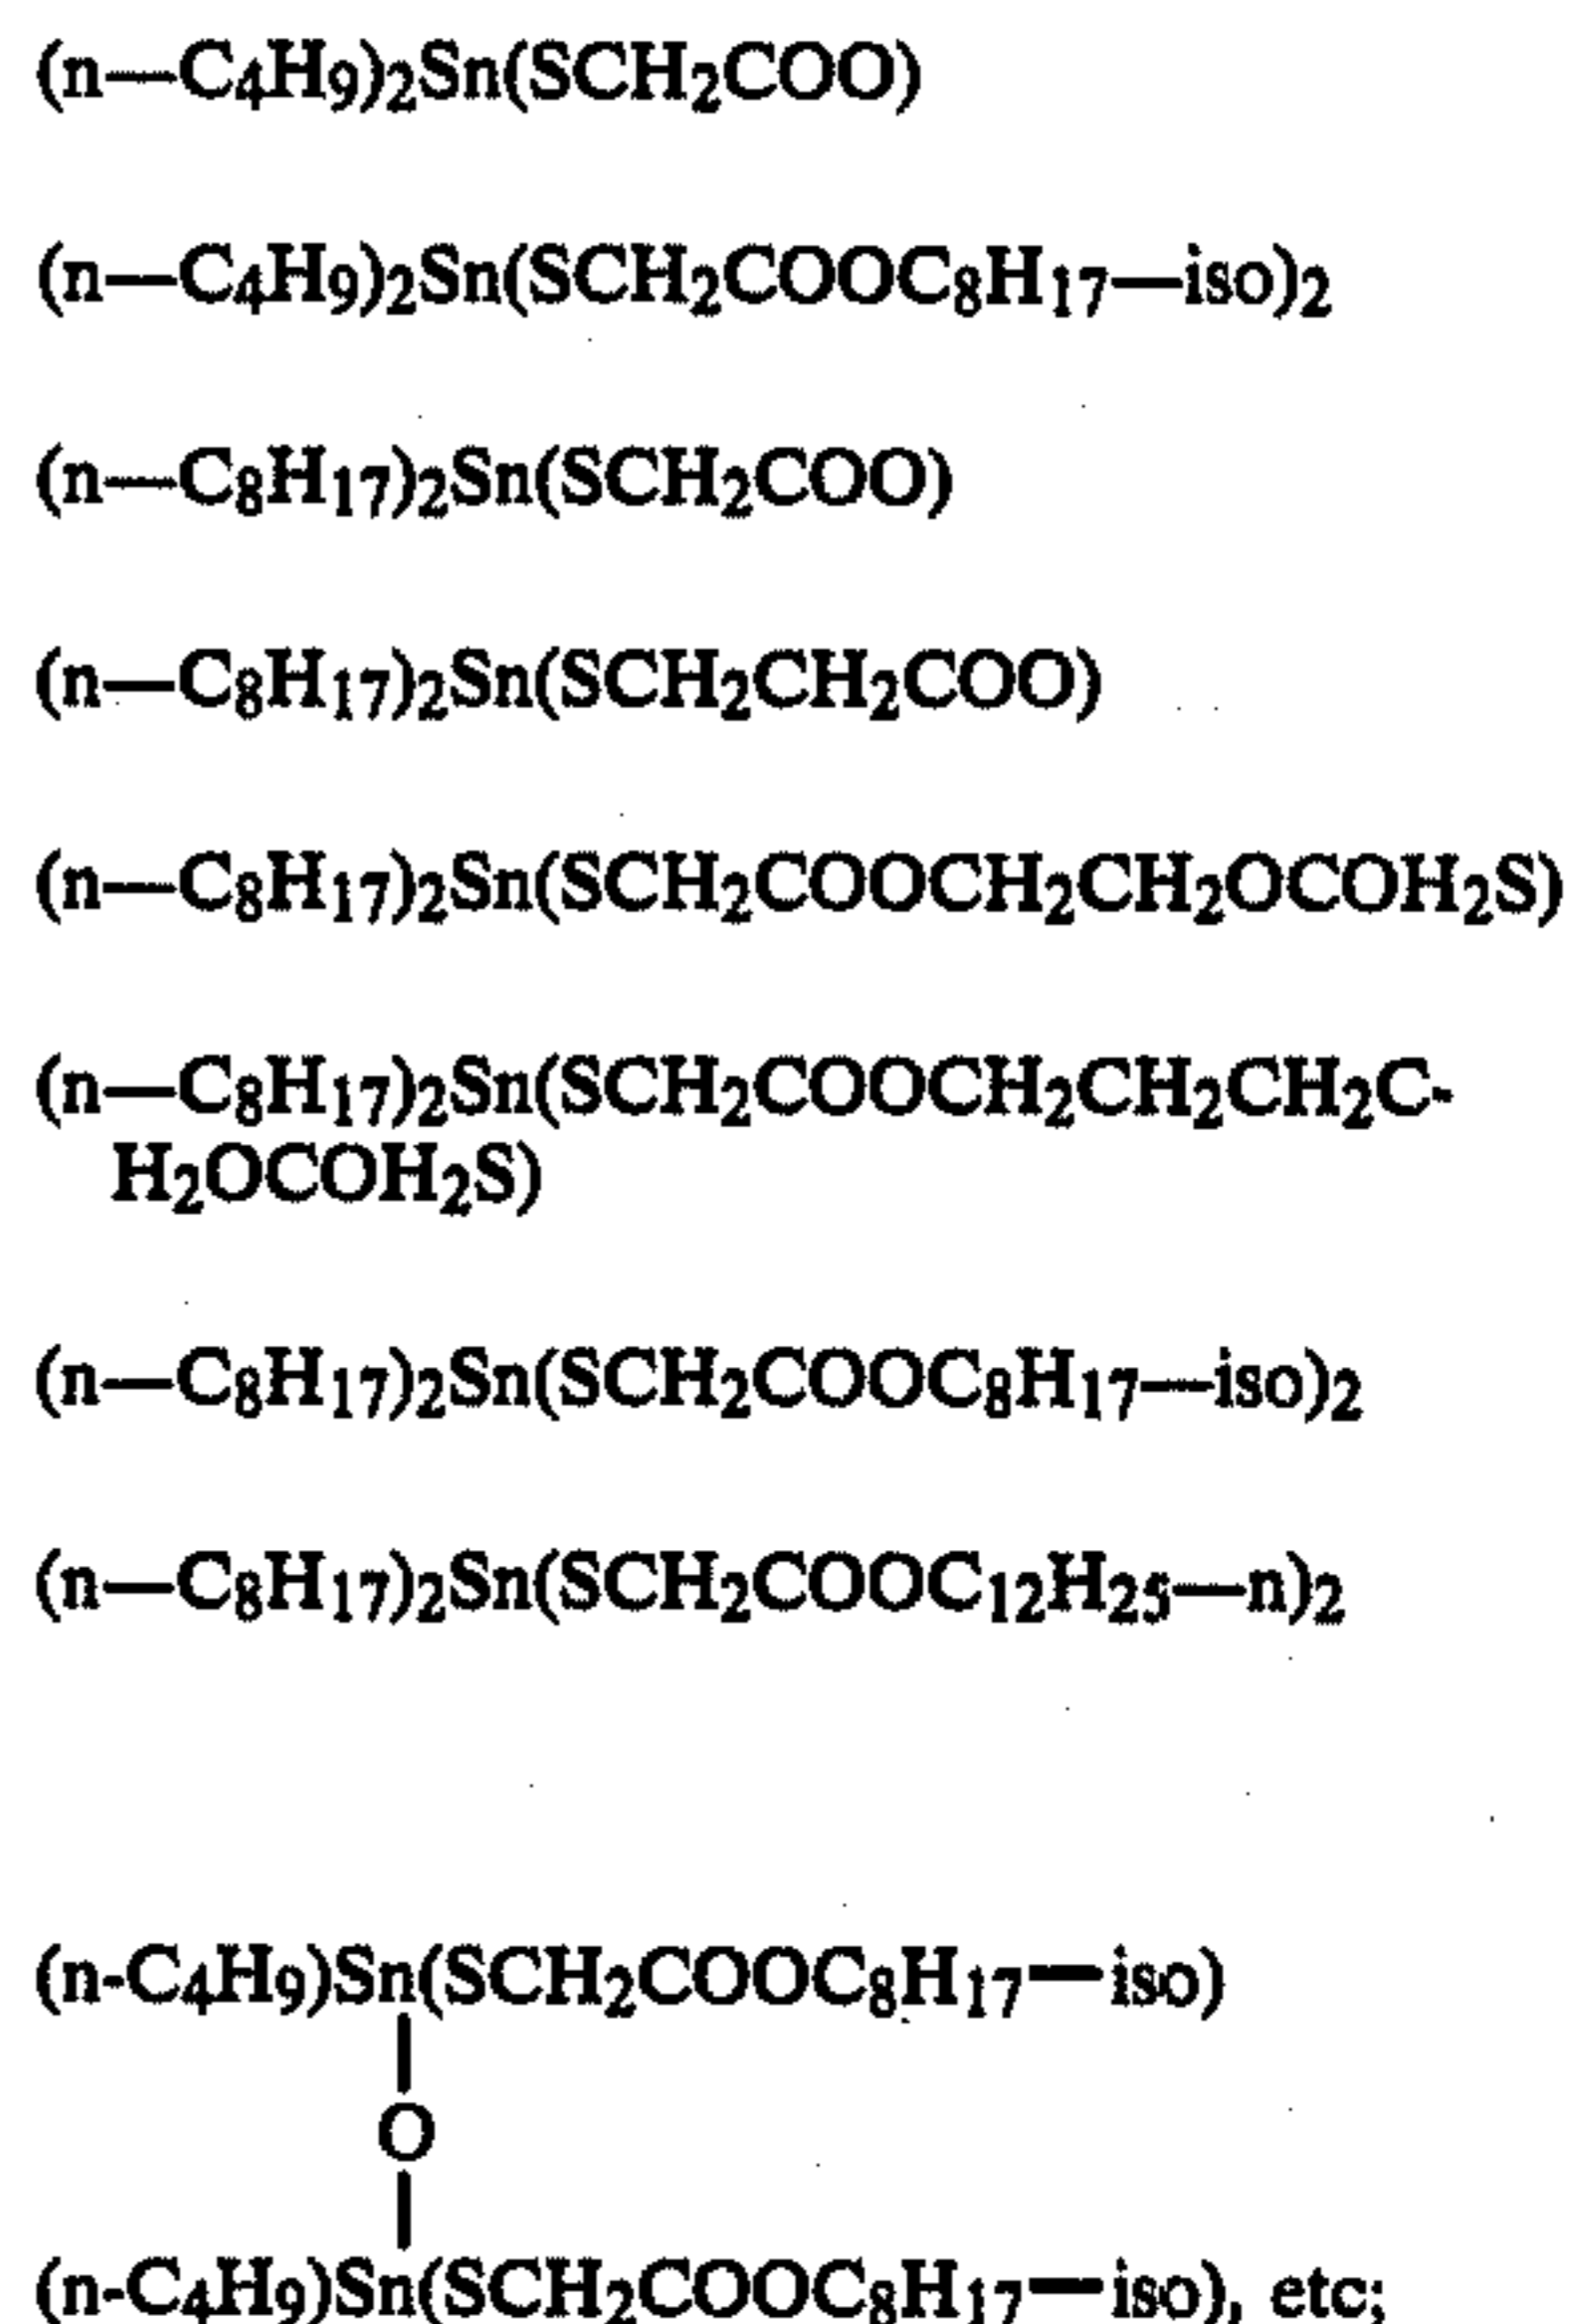 (n—C4H9)2Sn(SCH2COO)
(n—C4H9)2Sn(SCH2COOC8H17—iso)2
(n—C8H17)2Sn(SCH2COO)
(n—C8H17)2Sn(SCH2CH2COO)
(n—C8H17)2Sn(SCH2COOCH2CH2OCOH2S)
(n—C8H17)2Sn(SCH2COOCH2CH2CH2C-
H2OCOH2S)
(n—C8H17)2Sn(SCH2COOC8H17—iso)2
(n—C8H17)2Sn(SCH2COOC12H25—n)2
(n-C4H9)Sn(SCH2COOC8H17—iso)
O
(n-C4H9)Sn(SCH2COOC8H17—iso), etc;